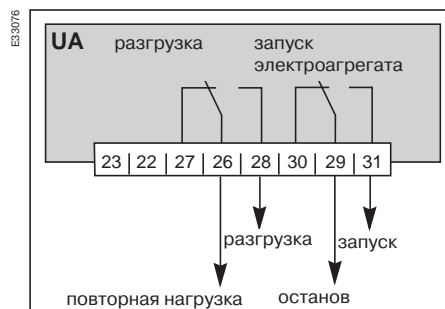 E33076
UA
разгрузка
запуск
электроагрегата
23 | 22 | 27 | 26 | 28 | 30 | 29 | 31
разгрузка
запуск
повторная нагрузка
останов